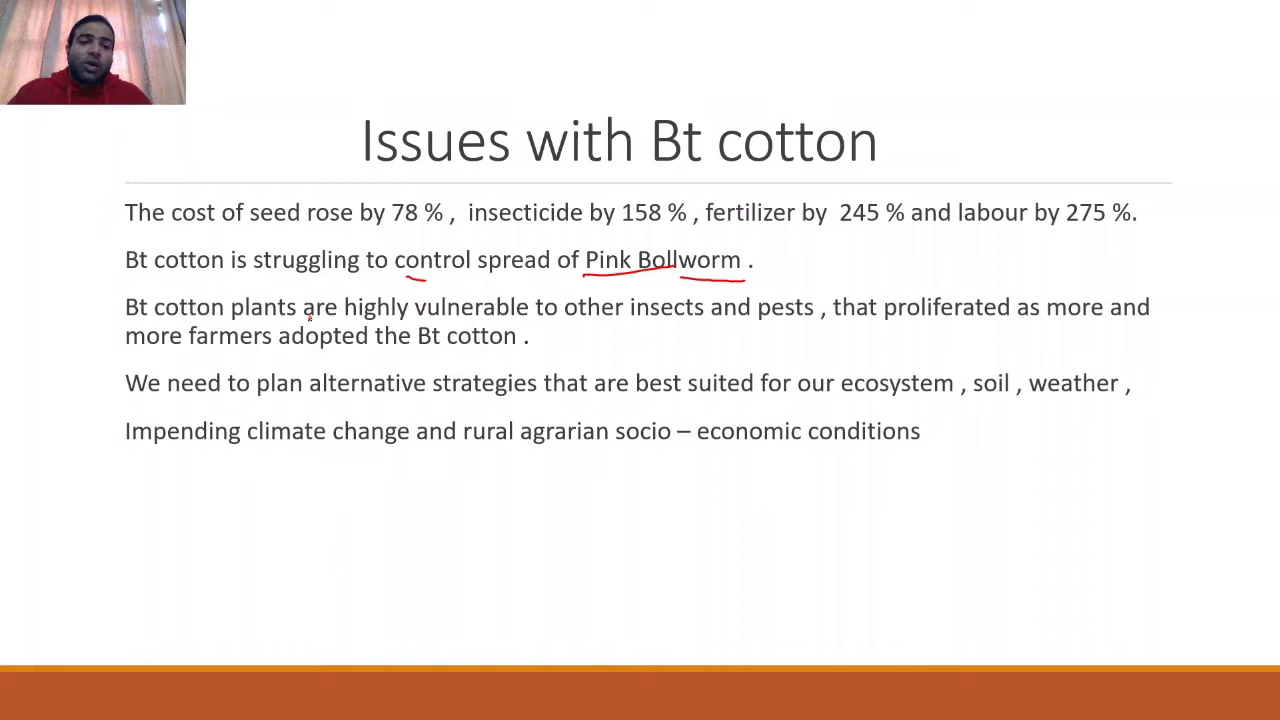 Issues with Bt cotton
The cost of seed rose by 78 % , insecticide by 158 % , fertilizer by 245 % and labour by 275 %.
Bt cotton is struggling to control spread of Pink Bollworm .
Bt cotton plants are highly vulnerable to other insects and pests , that proliferated as more and
more farmers adopted the Bt cotton .
We need to plan alternative strategies that are best suited for our ecosystem , soil , weather ,
Impending climate change and rural agrarian socio – economic conditions